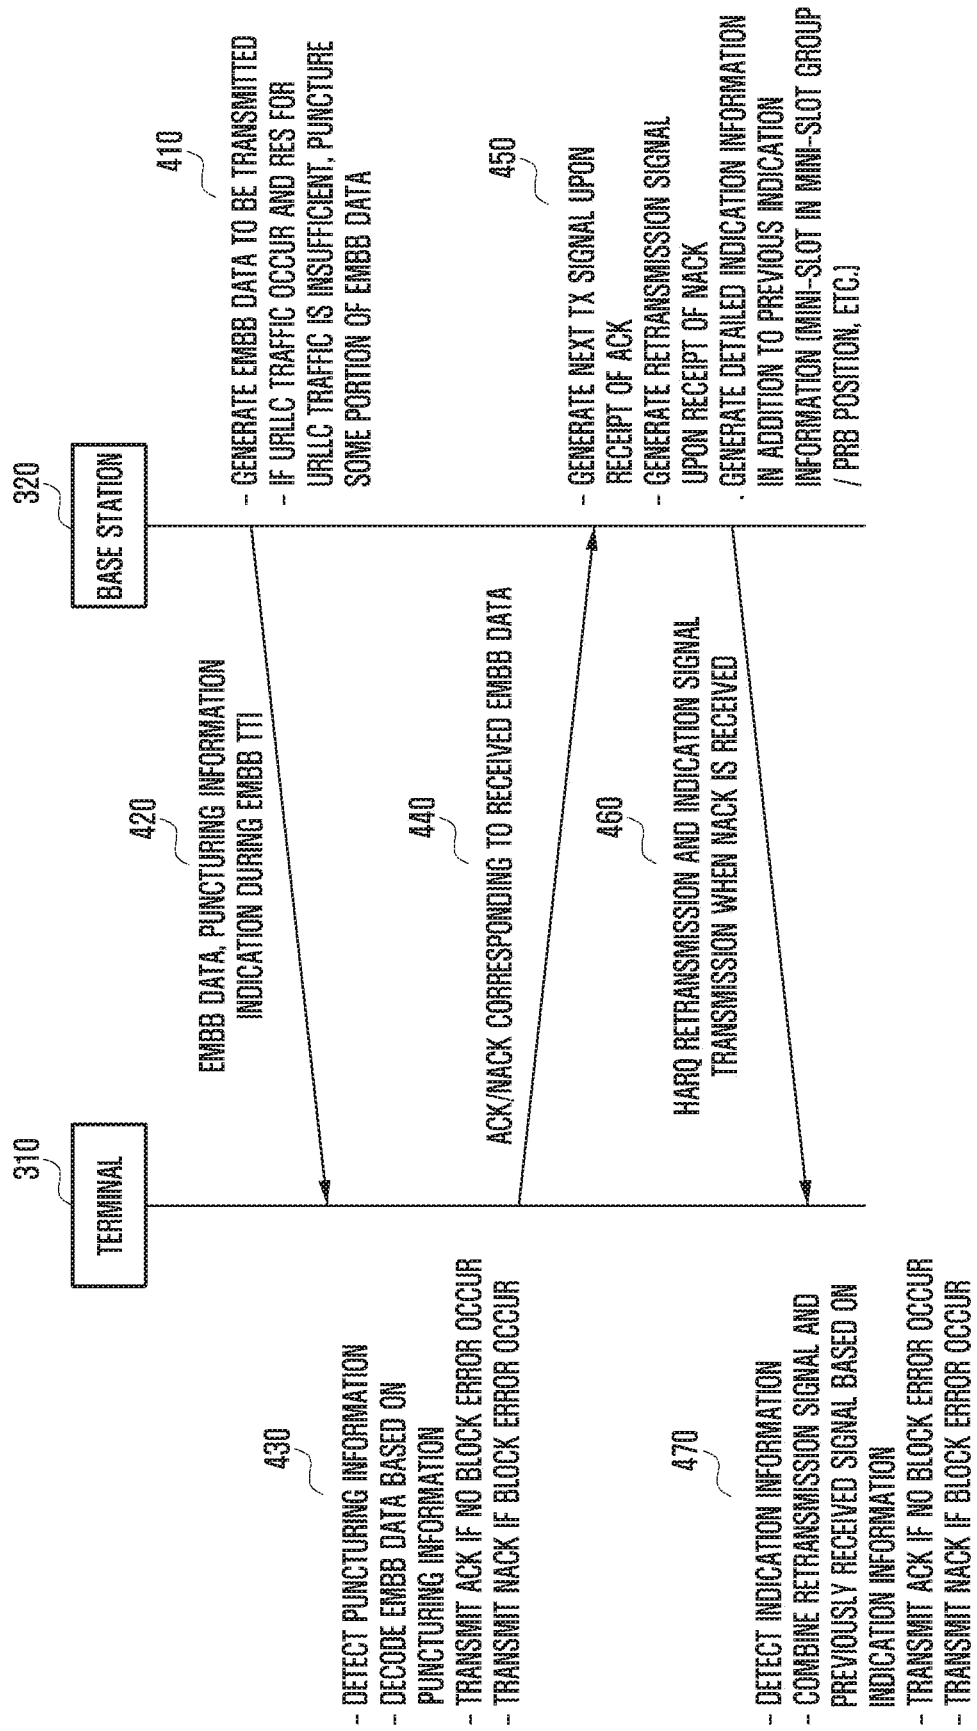 310
TERMINAL
320
BASE STATION
410
- GENERATE EMBB DATA TO BE TRANSMITTED
- IF URLLC TRAFFIC OCCUR AND RES FOR
URLLC TRAFFIC IS INSUFFICIENT, PUNCTURE
SOME PORTION OF EMBB DATA
420
EMBB DATA, PUNCTURING INFORMATION
INDICATION DURING EMBB TTI
430
- DETECT PUNCTURING INFORMATION
- DECODE EMBB DATA BASED ON
PUNCTURING INFORMATION
- TRANSMIT ACK IF NO BLOCK ERROR OCCUR
- TRANSMIT NACK IF BLOCK ERROR OCCUR
440
ACK/NACK CORRESPONDING TO RECEIVED EMBB DATA
450
- GENERATE NEXT TX SIGNAL UPON
RECEIPT OF ACK
- GENERATE RETRANSMISSION SIGNAL
UPON RECEIPT OF NACK
. GENERATE DETAILED INDICATION INFORMATION
IN ADDITION TO PREVIOUS INDICATION
INFORMATION (MINI-SLOT IN MINI-SLOT GROUP
/ PRB POSITION, ETC.)
460
HARQ RETRANSMISSION AND INDICATION SIGNAL
TRANSMISSION WHEN NACK IS RECEIVED
470
- DETECT INDICATION INFORMATION
- COMBINE RETRANSMISSION SIGNAL AND
PREVIOUSLY RECEIVED SIGNAL BASED ON
INDICATION INFORMATION
- TRANSMIT ACK IF NO BLOCK ERROR OCCUR
- TRANSMIT NACK IF BLOCK ERROR OCCUR